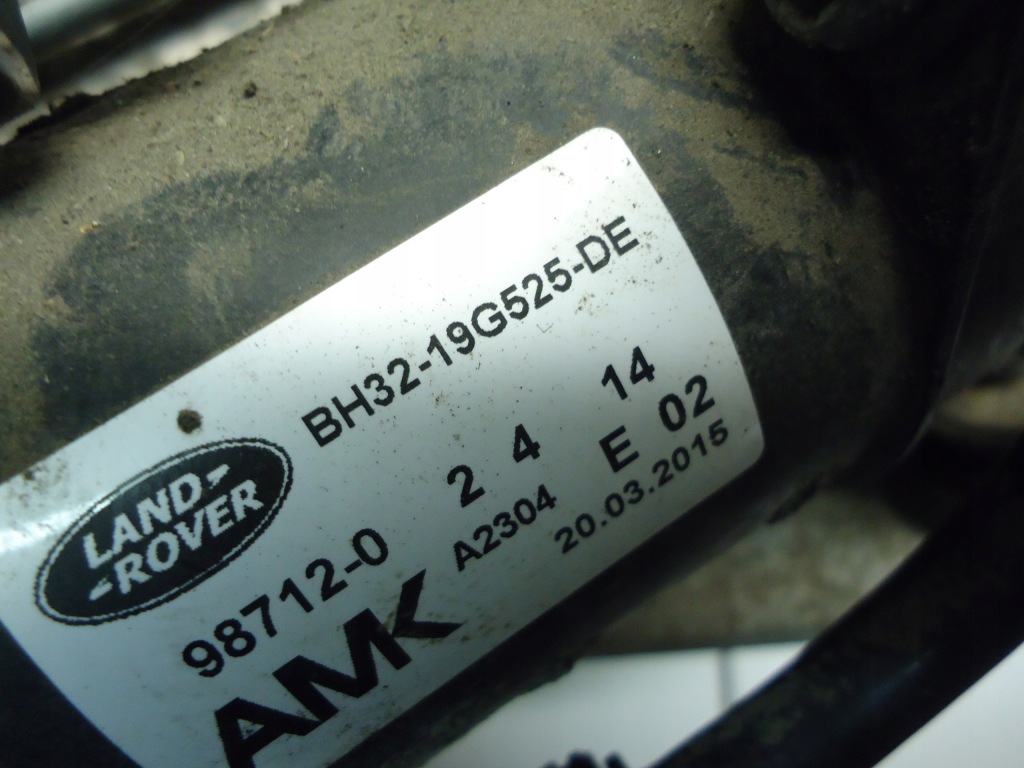 BH32-19G525-DE
LAND-
-ROVER
2 4 14
98712-0
A2304 E 02
20.03.2015
AMK